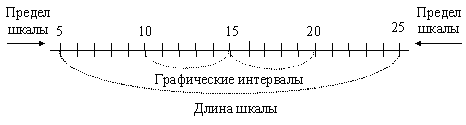 Предел
шкалы
Предел
шкалы
5 10 15 20 25
Графические интервалы
Длина шкалы